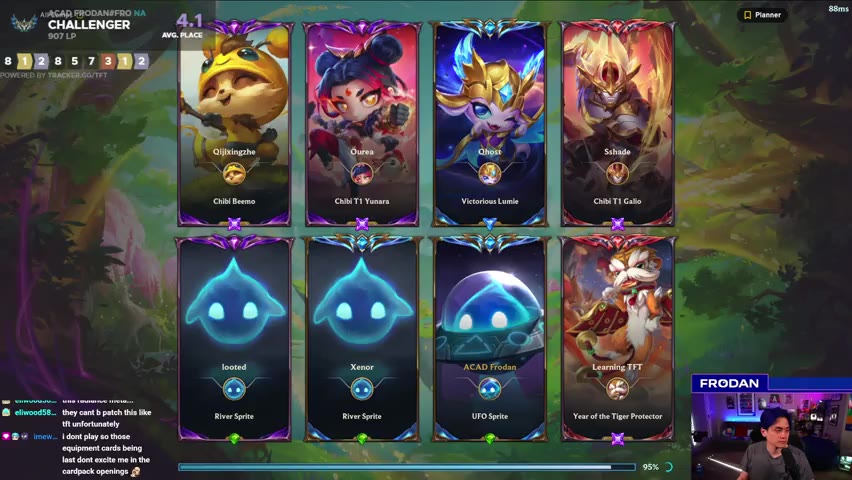 ACAD FRODAN#FRO NA
CHALLENGER
907 LP
4.1
AVG. PLACE
8 1 2 8 5 7 3 1 2
POWERED BY TRACKER.GG/TFT
Planner
88ms
Qijixingzhe
Chibi Beemo
Ourea
Chibi T1 Yunara
Qhost
Victorious Lumie
Sshade
Chibi T1 Galio
looted
River Sprite
Xenor
River Sprite
ACAD Frodan
UFO Sprite
Learning TFT
Year of the Tiger Protector
this radiance meta...
eliwood58... they cant b patch this like
tft unfortunately
imew... i dont play so those
equipment cards being
last dont excite me in the
cardpack openings
FRØDAN
95%